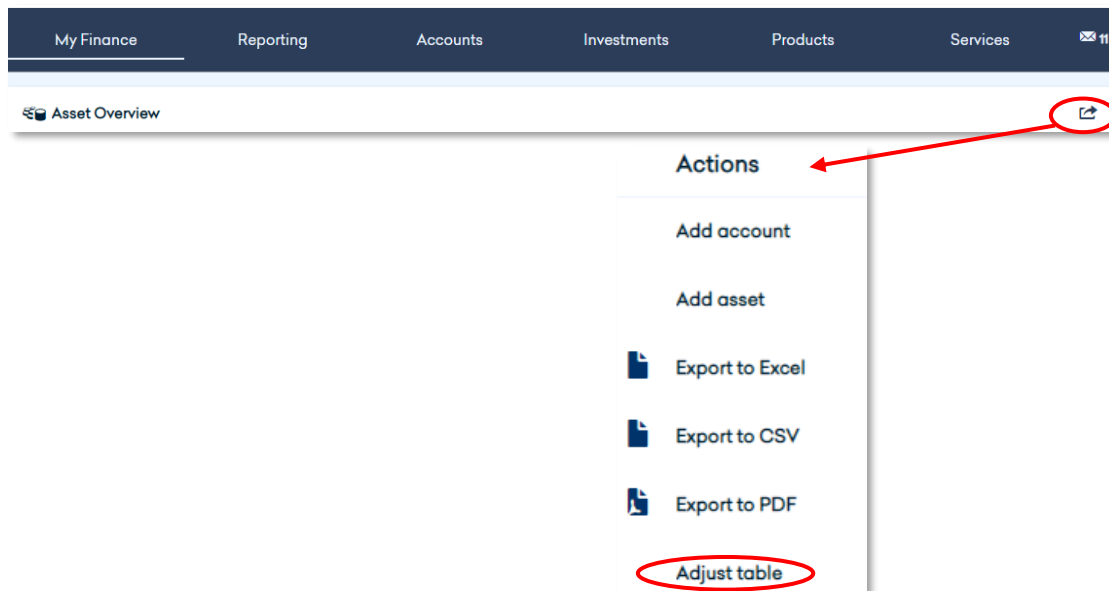 My Finance Reporting Accounts Investments Products Services 11
Asset Overview
Actions
Add account
Add asset
Export to Excel
Export to CSV
Export to PDF
Adjust table